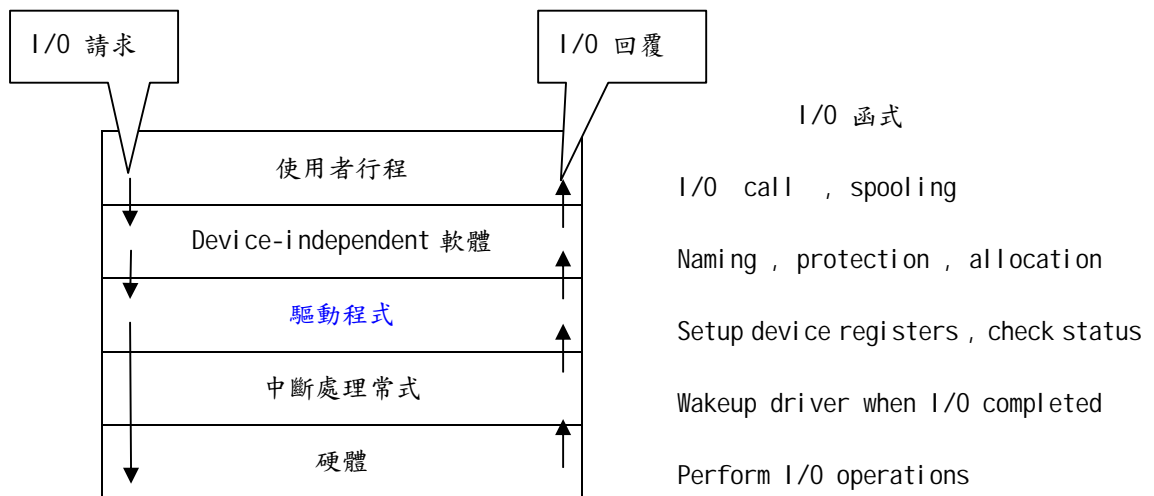 I/O 請求
I/O 回覆
I/O 函式
使用者行程
I/O call , spooling
Device-independent 軟體
Naming , protection , allocation
驅動程式
Setup device registers , check status
中斷處理常式
Wakeup driver when I/O completed
硬體
Perform I/O operations